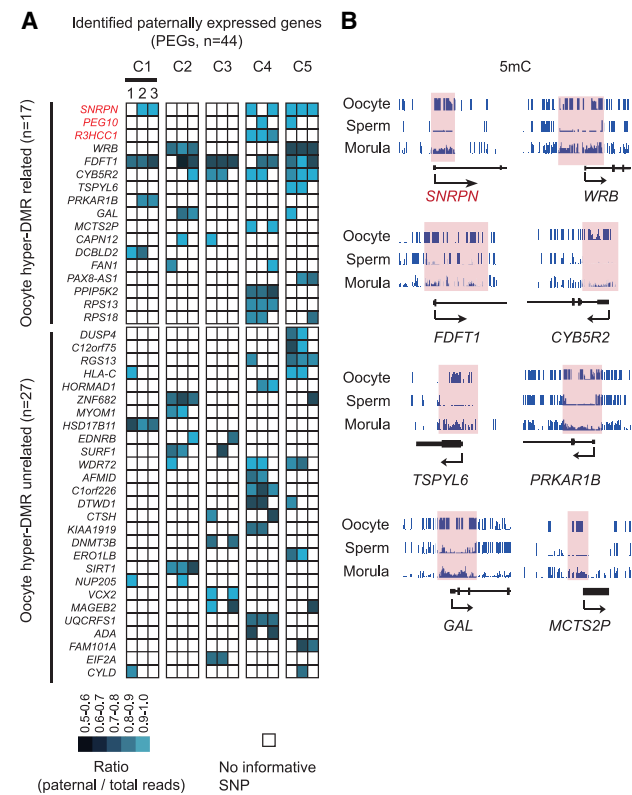 A
Identified paternally expressed genes
(PEGs, n=44)
C1 C2 C3 C4 C5
1 2 3
Oocyte hyper-DMR related (n=17)
SNRPN
PEG10
R3HCC1
WRB
FDFT1
CYB5R2
TSPYL6
PRKAR1B
GAL
MCTS2P
CAPN12
DCBLD2
FAN1
PAX8-AS1
PPIP5K2
RPS13
RPS18
Oocyte hyper-DMR unrelated (n=27)
DUSP4
C12orf75
RGS13
HLA-C
HORMAD1
ZNF682
MYOM1
HSD17B11
EDNRB
SURF1
WDR72
AFMID
C1orf226
DTWD1
CTSH
KIAA1919
DNMT3B
ERO1LB
SIRT1
NUP205
VCX2
MAGEB2
UQCRFS1
ADA
FAM101A
EIF2A
CYLD
0.5-0.6
0.6-0.7
0.7-0.8
0.8-0.9
0.9-1.0
Ratio
(paternal / total reads)
No informative
SNP
B
5mC
Oocyte
Sperm
Morula
SNRPN WRB
Oocyte
Sperm
Morula
FDFT1 CYB5R2
Oocyte
Sperm
Morula
TSPYL6 PRKAR1B
Oocyte
Sperm
Morula
GAL MCTS2P